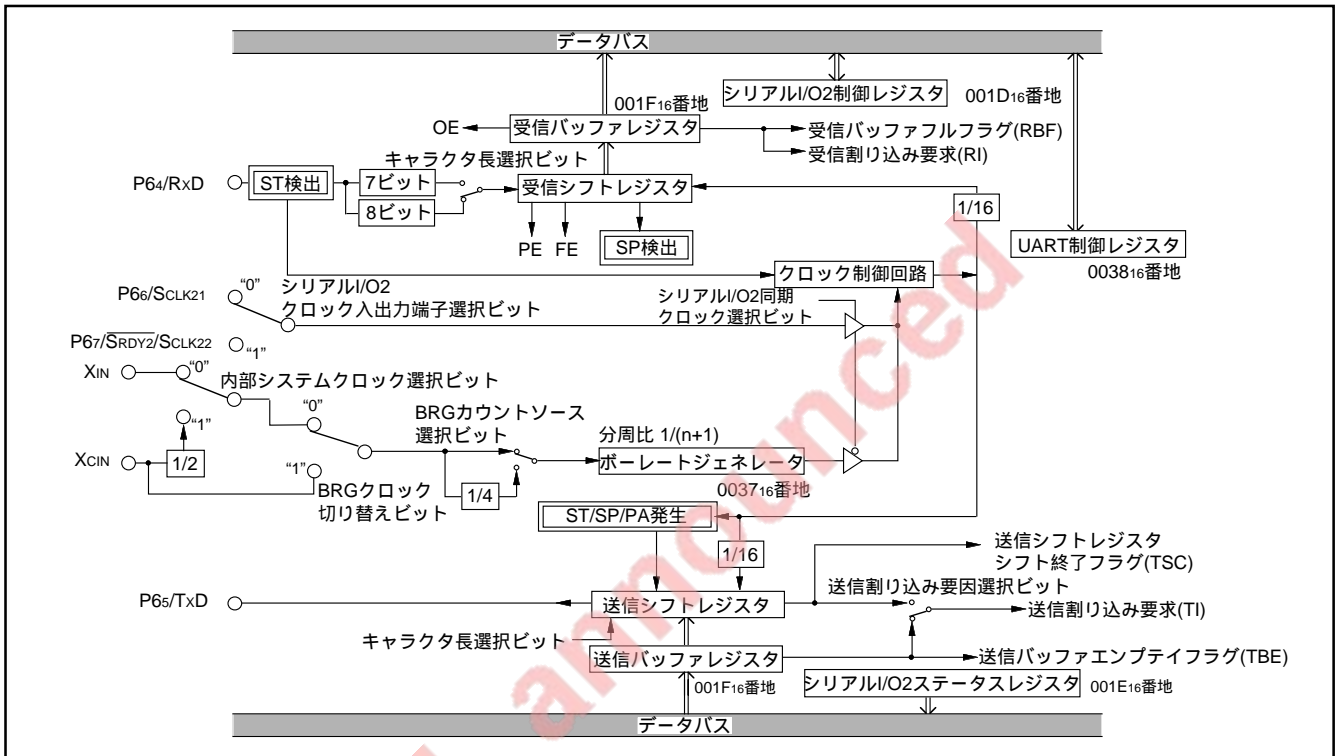 データバス
シリアルI/O2制御レジスタ 001D16番地
001F16番地
OE 受信バッファレジスタ 受信バッファフルフラグ(RBF)
受信割り込み要求(RI)
キャラクタ長選択ビット
P64/RXD ST検出 7ビット 受信シフトレジスタ
8ビット
1/16
PE FE SP検出
UART制御レジスタ
003816番地
クロック制御回路
P66/SCLK21 “0” シリアルI/O2
クロック入出力端子選択ビット
シリアルI/O2同期
クロック選択ビット
P67/SRDY2/SCLK22 “1”
XIN “0” 内部システムクロック選択ビット
“1” “0” BRGカウントソース
選択ビット
分周比 1/(n+1)
XCIN 1/2 “1” ボーレートジェネレータ
003716番地
BRGクロック
切り替えビット
1/4
ST/SP/PA発生
1/16
送信シフトレジスタ
シフト終了フラグ(TSC)
送信割り込み要因選択ビット
P65/TXD 送信シフトレジスタ 送信割り込み要求(TI)
キャラクタ長選択ビット
送信バッファレジスタ 送信バッファエンプテイフラグ(TBE)
001F16番地 シリアルI/O2ステータスレジスタ 001E16番地
データバス
announced